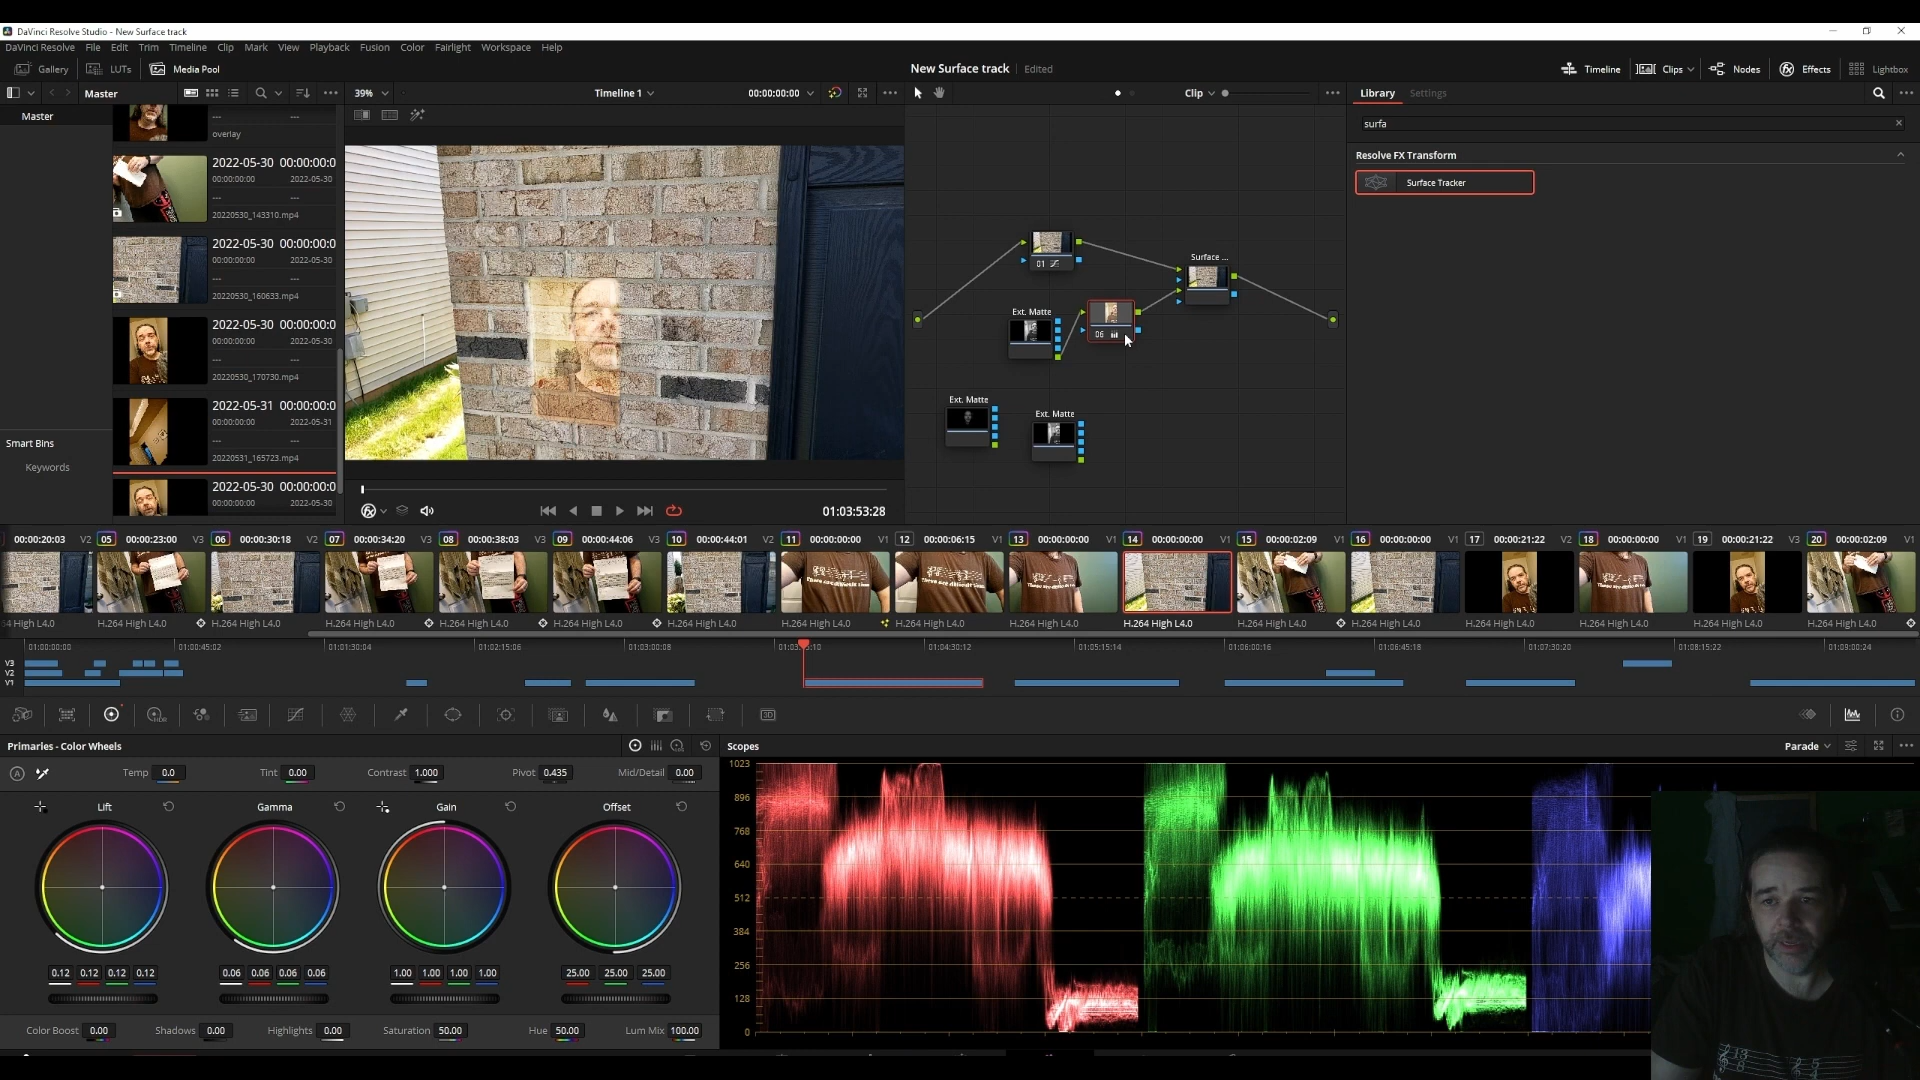 DaVinci Resolve Studio - New Surface track
DaVinci Resolve File Edit Trim Timeline Clip Mark View Playback Fusion Color Fairlight Workspace Help
Gallery LUTs Media Pool New Surface track Edited Timeline Clips Nodes Effects Lightbox
Master 39% Timeline 1 00:00:00:00 Clip Library Settings
Master
surfa
Resolve FX Transform
Surface Tracker
overlay
2022-05-30 00:00:00:0
00:00:00:00 2022-05-30
20220530_143310.mp4
2022-05-30 00:00:00:0
00:00:00:00 2022-05-30
20220530_160633.mp4
2022-05-30 00:00:00:0
00:00:00:00 2022-05-30
20220530_170730.mp4
2022-05-31 00:00:00:0
00:00:00:00 2022-05-31
20220531_165723.mp4
2022-05-30 00:00:00:0
00:00:00:00 2022-05-30
Smart Bins
Keywords
01
Surface ...
Ext. Matte
06
Ext. Matte
Ext. Matte
01:03:53:28
00:00:20:03 V2 05 00:00:23:00 V3 06 00:00:30:18 V2 07 00:00:34:20 V3 08 00:00:38:03 V3 09 00:00:44:06 V3 10 00:00:44:01 V2 11 00:00:00:00 V1 12 00:00:06:15 V1 13 00:00:00:00 V1 14 00:00:00:00 V1 15 00:00:02:09 V1 16 00:00:00:00 V1 17 00:00:21:22 V2 18 00:00:00:00 V1 19 00:00:21:22 V3 20 00:00:02:09 V1
64 High L4.0 H.264 High L4.0 H.264 High L4.0 H.264 High L4.0 H.264 High L4.0 H.264 High L4.0 H.264 High L4.0 H.264 High L4.0 H.264 High L4.0 H.264 High L4.0 H.264 High L4.0 H.264 High L4.0 H.264 High L4.0 H.264 High L4.0 H.264 High L4.0 H.264 High L4.0 H.264 High L4.0
01:00:00:00 01:00:45:02 01:01:30:04 01:02:15:06 01:03:00:08 01:04:30:12 01:05:15:14 01:06:00:16 01:06:45:18 01:07:30:20 01:08:15:22 01:09:00:24
V3
V2
V1
Primaries - Color Wheels Scopes Parade
Temp 0.0 Tint 0.00 Contrast 1.000 Pivot 0.435 Mid/Detail 0.00
Lift Gamma Gain Offset
0.12 0.12 0.12 0.12 0.06 0.06 0.06 0.06 1.00 1.00 1.00 1.00 25.00 25.00 25.00
Color Boost 0.00 Shadows 0.00 Highlights 0.00 Saturation 50.00 Hue 50.00 Lum Mix 100.00
1023
896
768
640
512
384
256
128
0